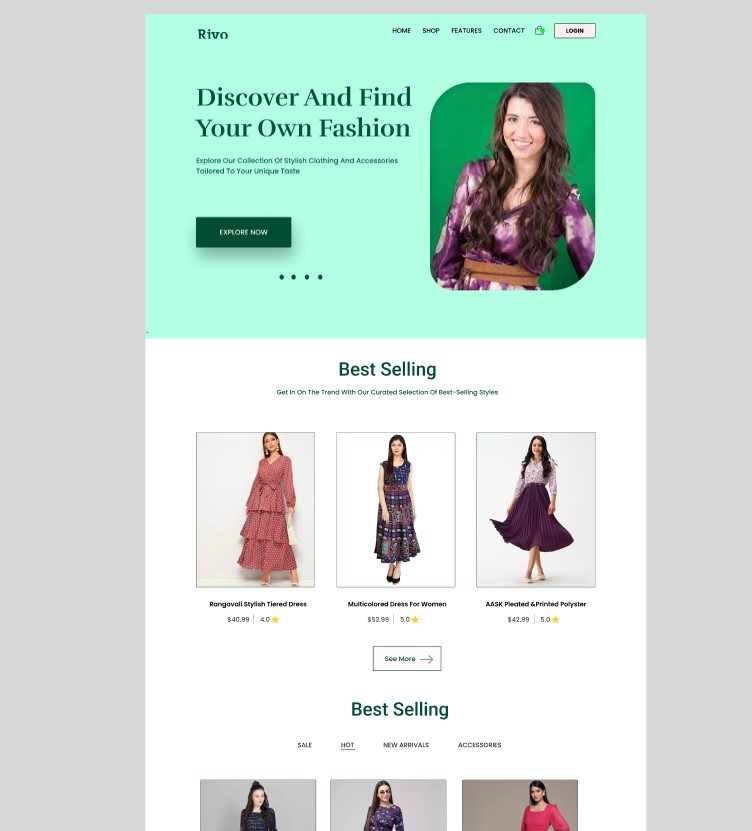 Rivo
HOME SHOP FEATURES CONTACT LOGIN
Discover And Find
Your Own Fashion
Explore Our Collection Of Stylish Clothing And Accessories
Tailored To Your Unique Taste
EXPLORE NOW
Best Selling
Get In On The Trend With Our Curated Selection Of Best-Selling Styles
Rangavali Stylish Tiered Dress
$40.99 4.0
Multicolored Dress For Women
$52.99 5.0
AASK Pleated &Printed Polyster
$42.99 5.0
See More
Best Selling
SALE HOT NEW ARRIVALS ACCESSORIES